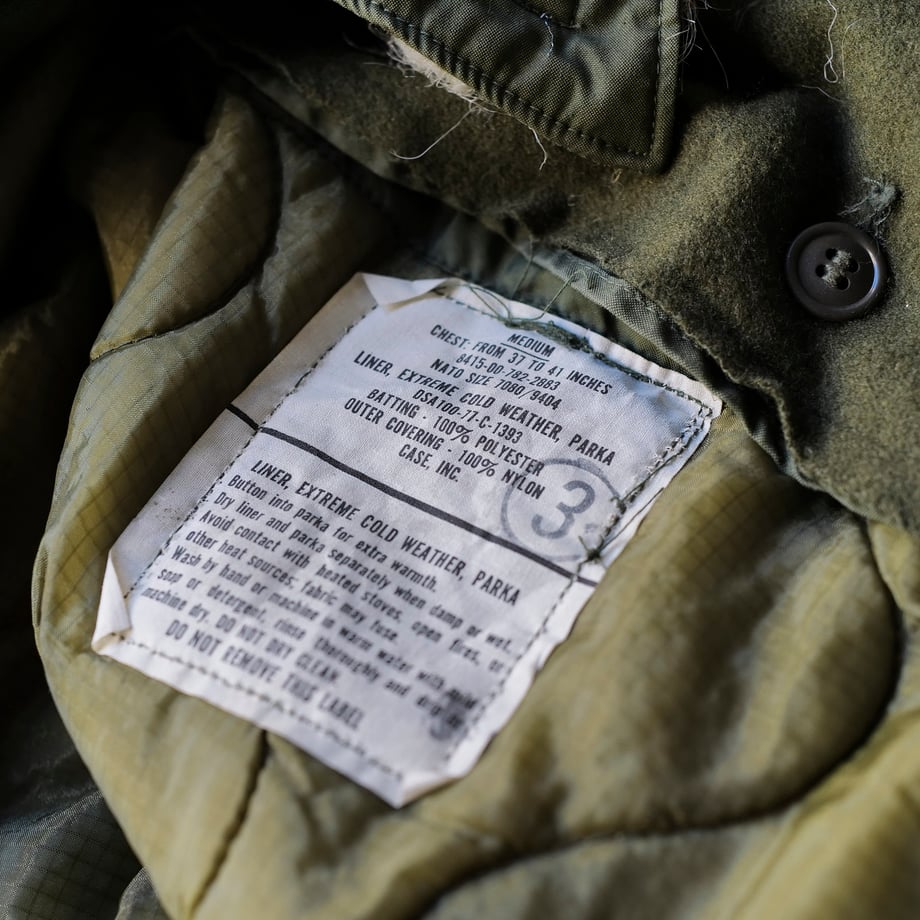 MEDIUM
CHEST: FROM 37 TO 41 INCHES
8415-00-782-2883
NATO SIZE 7080/9404
LINER, EXTREME COLD WEATHER, PARKA
DSA100-77-C-1393
BATTING - 100% POLYESTER
OUTER COVERING - 100% NYLON
CASE, INC.
3
LINER, EXTREME COLD WEATHER, PARKA
Button into parka for extra warmth.
Dry liner and parka separately when damp or wet.
Avoid contact with heated stoves, open fires, or
other heat sources; fabric may fuse.
Wash by hand or machine in warm water with mild
soap or detergent, rinse thoroughly and drip or
machine dry. DO NOT DRY CLEAN.
DO NOT REMOVE THIS LABEL